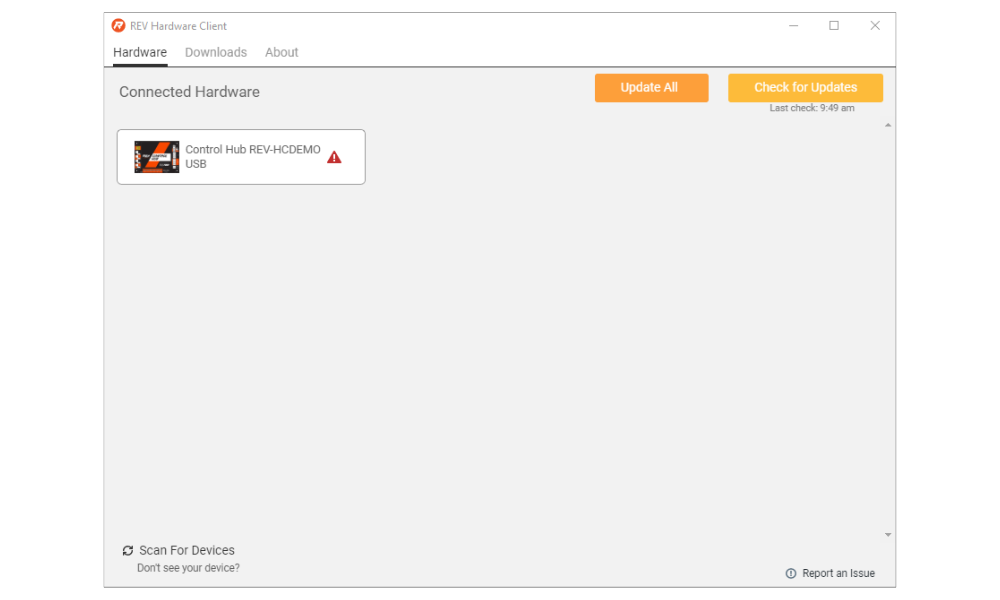 REV Hardware Client
Hardware Downloads About
Connected Hardware
Update All
Check for Updates
Last check: 9:49 am
Control Hub REV-HCDEMO
USB
Scan For Devices
Don't see your device?
Report an Issue